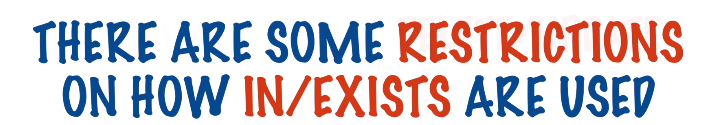 THERE ARE SOME RESTRICTIONS
ON HOW IN/EXISTS ARE USED